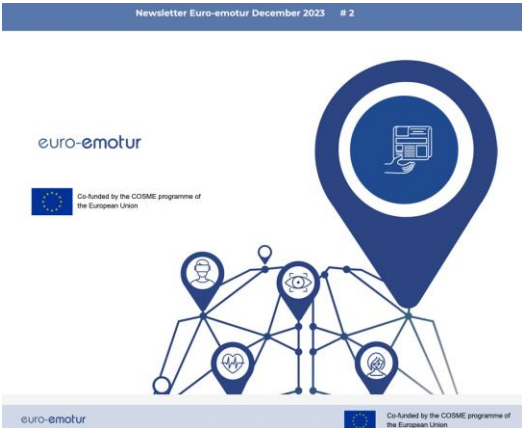 Newsletter Euro-emotur December 2023 # 2
euro-emotur
Co-funded by the COSME programme of
the European Union
euro-emotur
Co-funded by the COSME programme of
the European Union